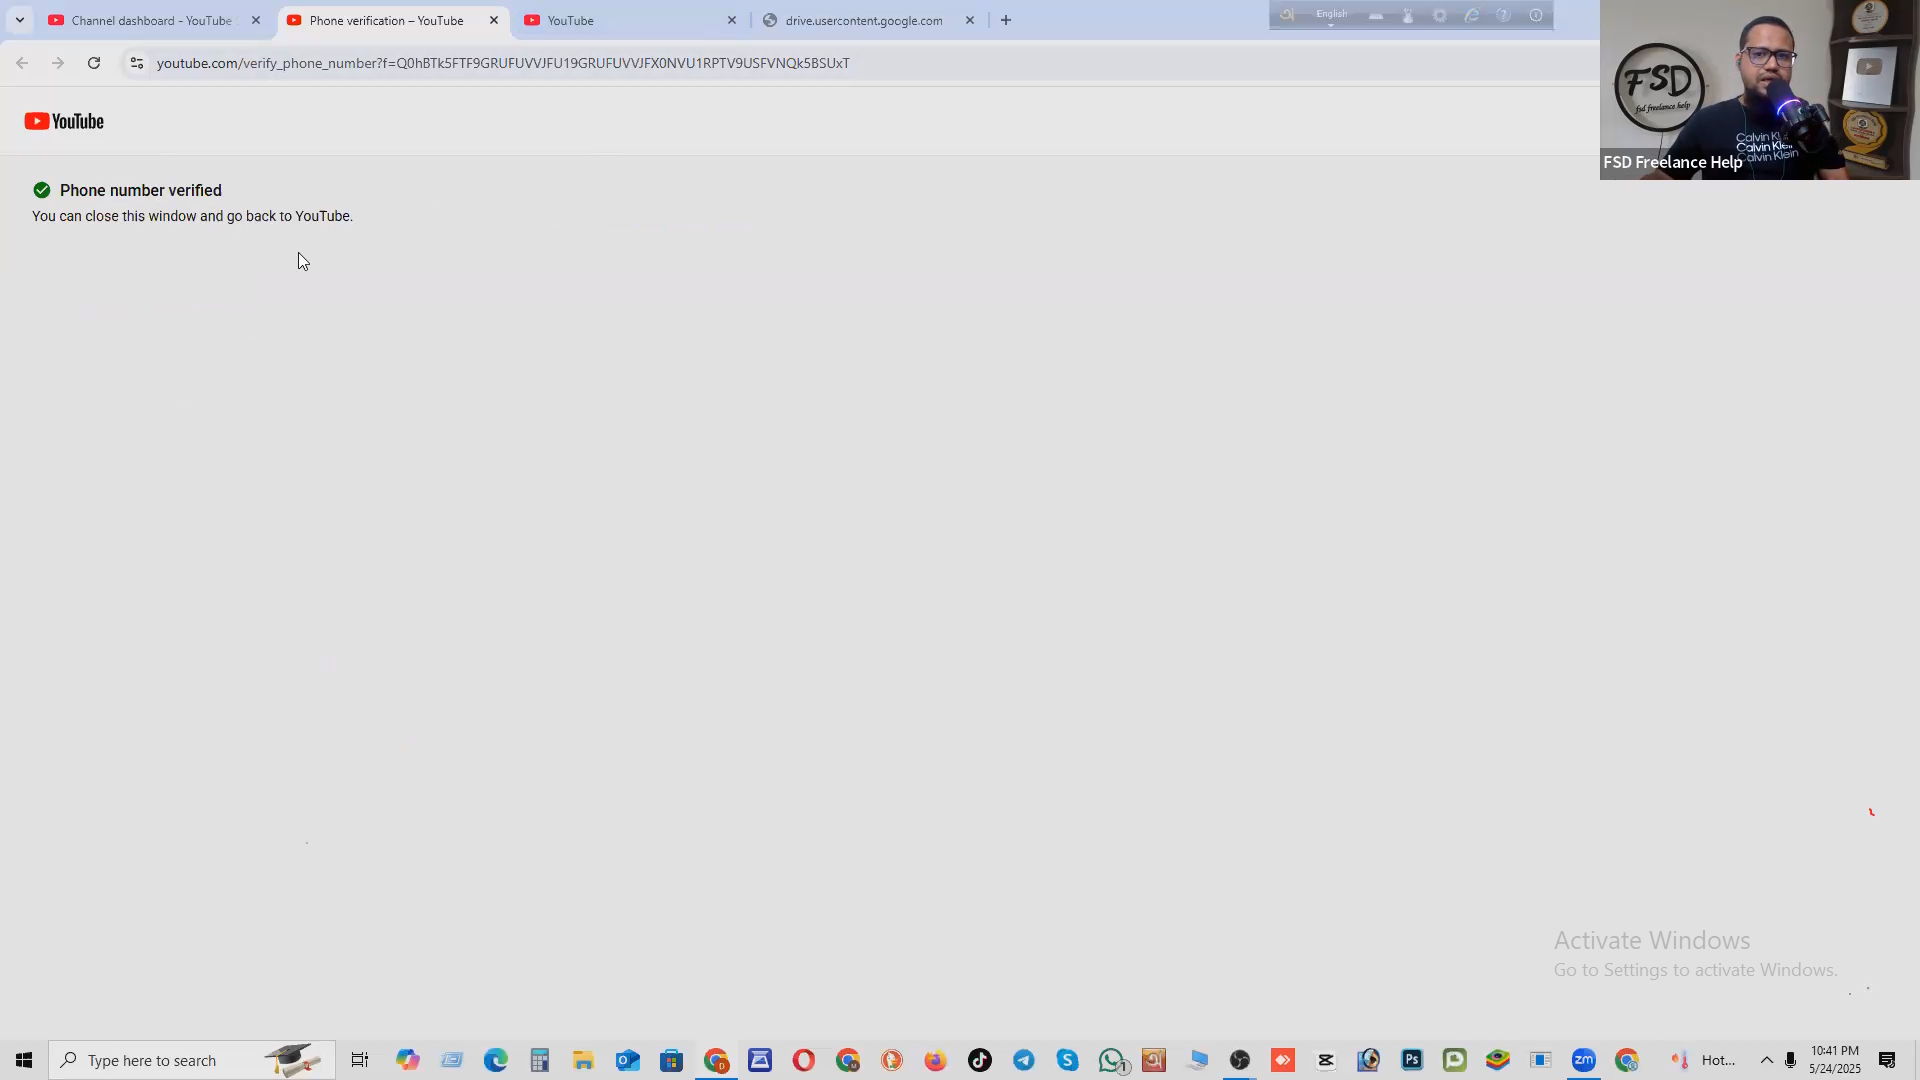 Channel dashboard - YouTube
Phone verification – YouTube
YouTube
drive.usercontent.google.com
English
youtube.com/verify_phone_number?f=Q0hBTk5FTF9GRUFUVVJFU19GRUFUVVJFX0NVU1RPTV9USFVNQk5BSUxT
YouTube
Phone number verified
You can close this window and go back to YouTube.
FSD
fsd freelance help
Calvin Kl
Calvin Klein
Calvin Klein
FSD Freelance Help
Activate Windows
Go to Settings to activate Windows.
Type here to search
Hot...
10:41 PM
5/24/2025